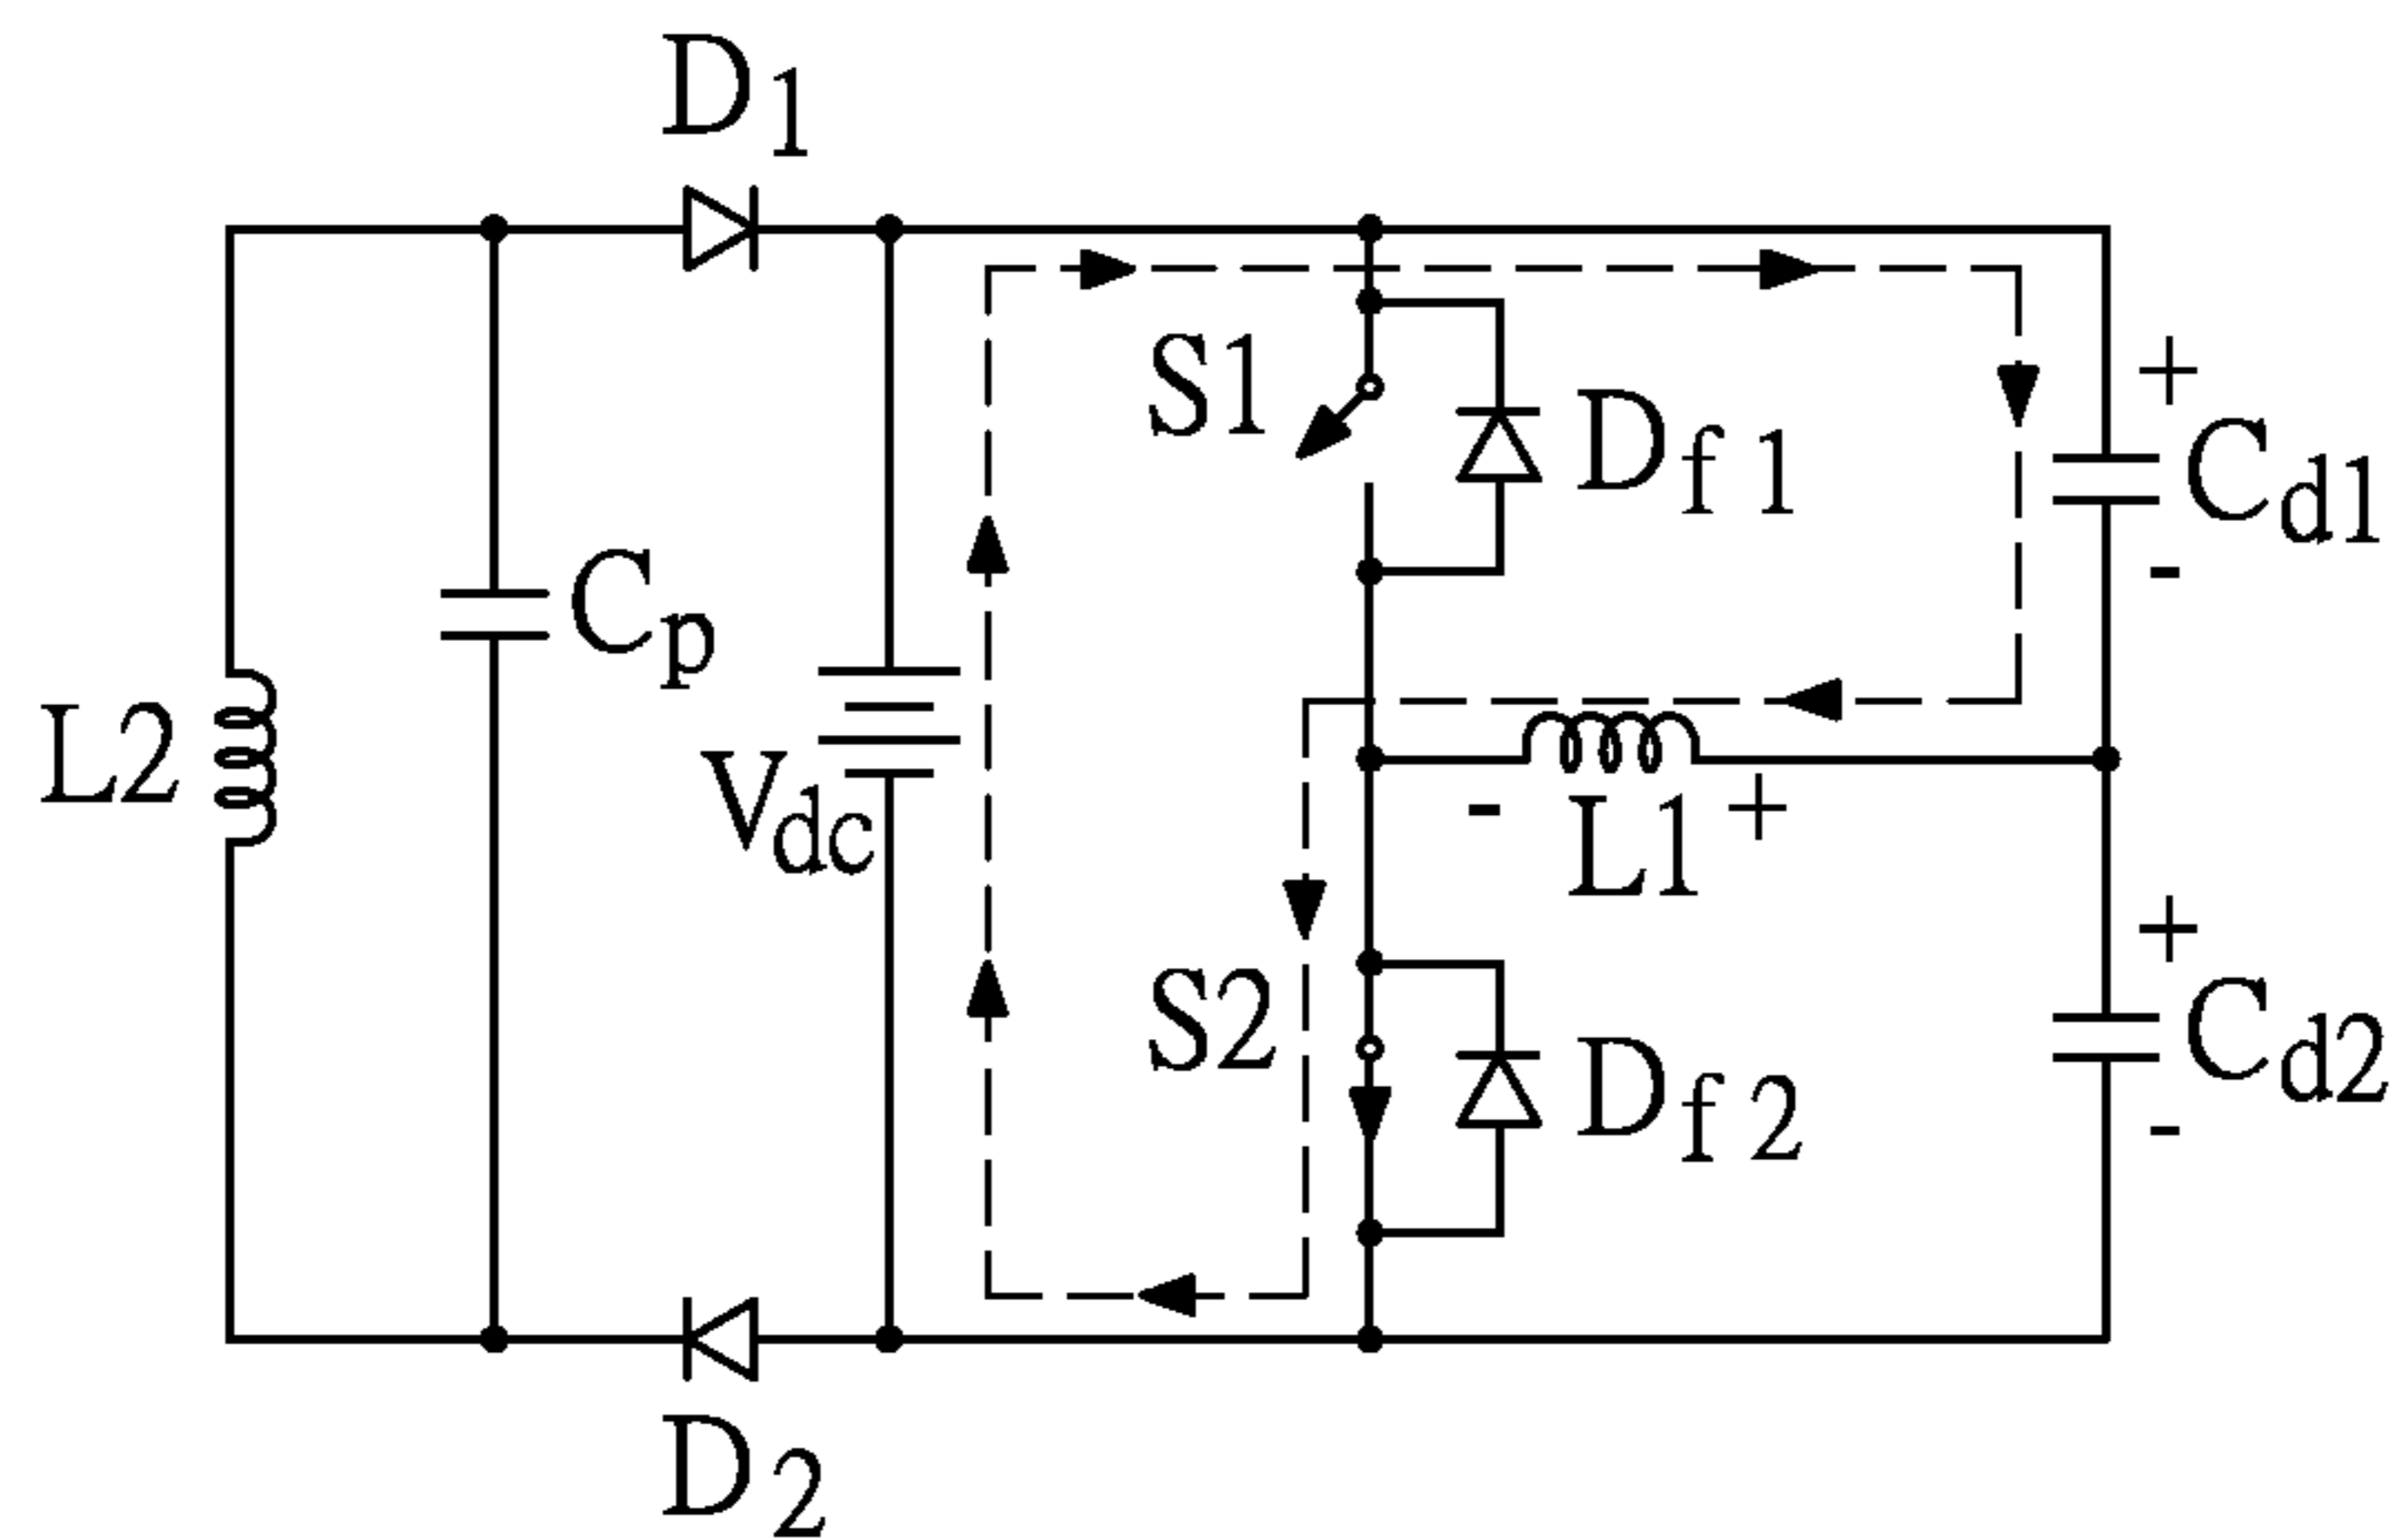 D1
S1
Df1
+
Cd1
-
Cp
L2
Vdc
- L1 +
+
S2
Df2
Cd2
-
D2